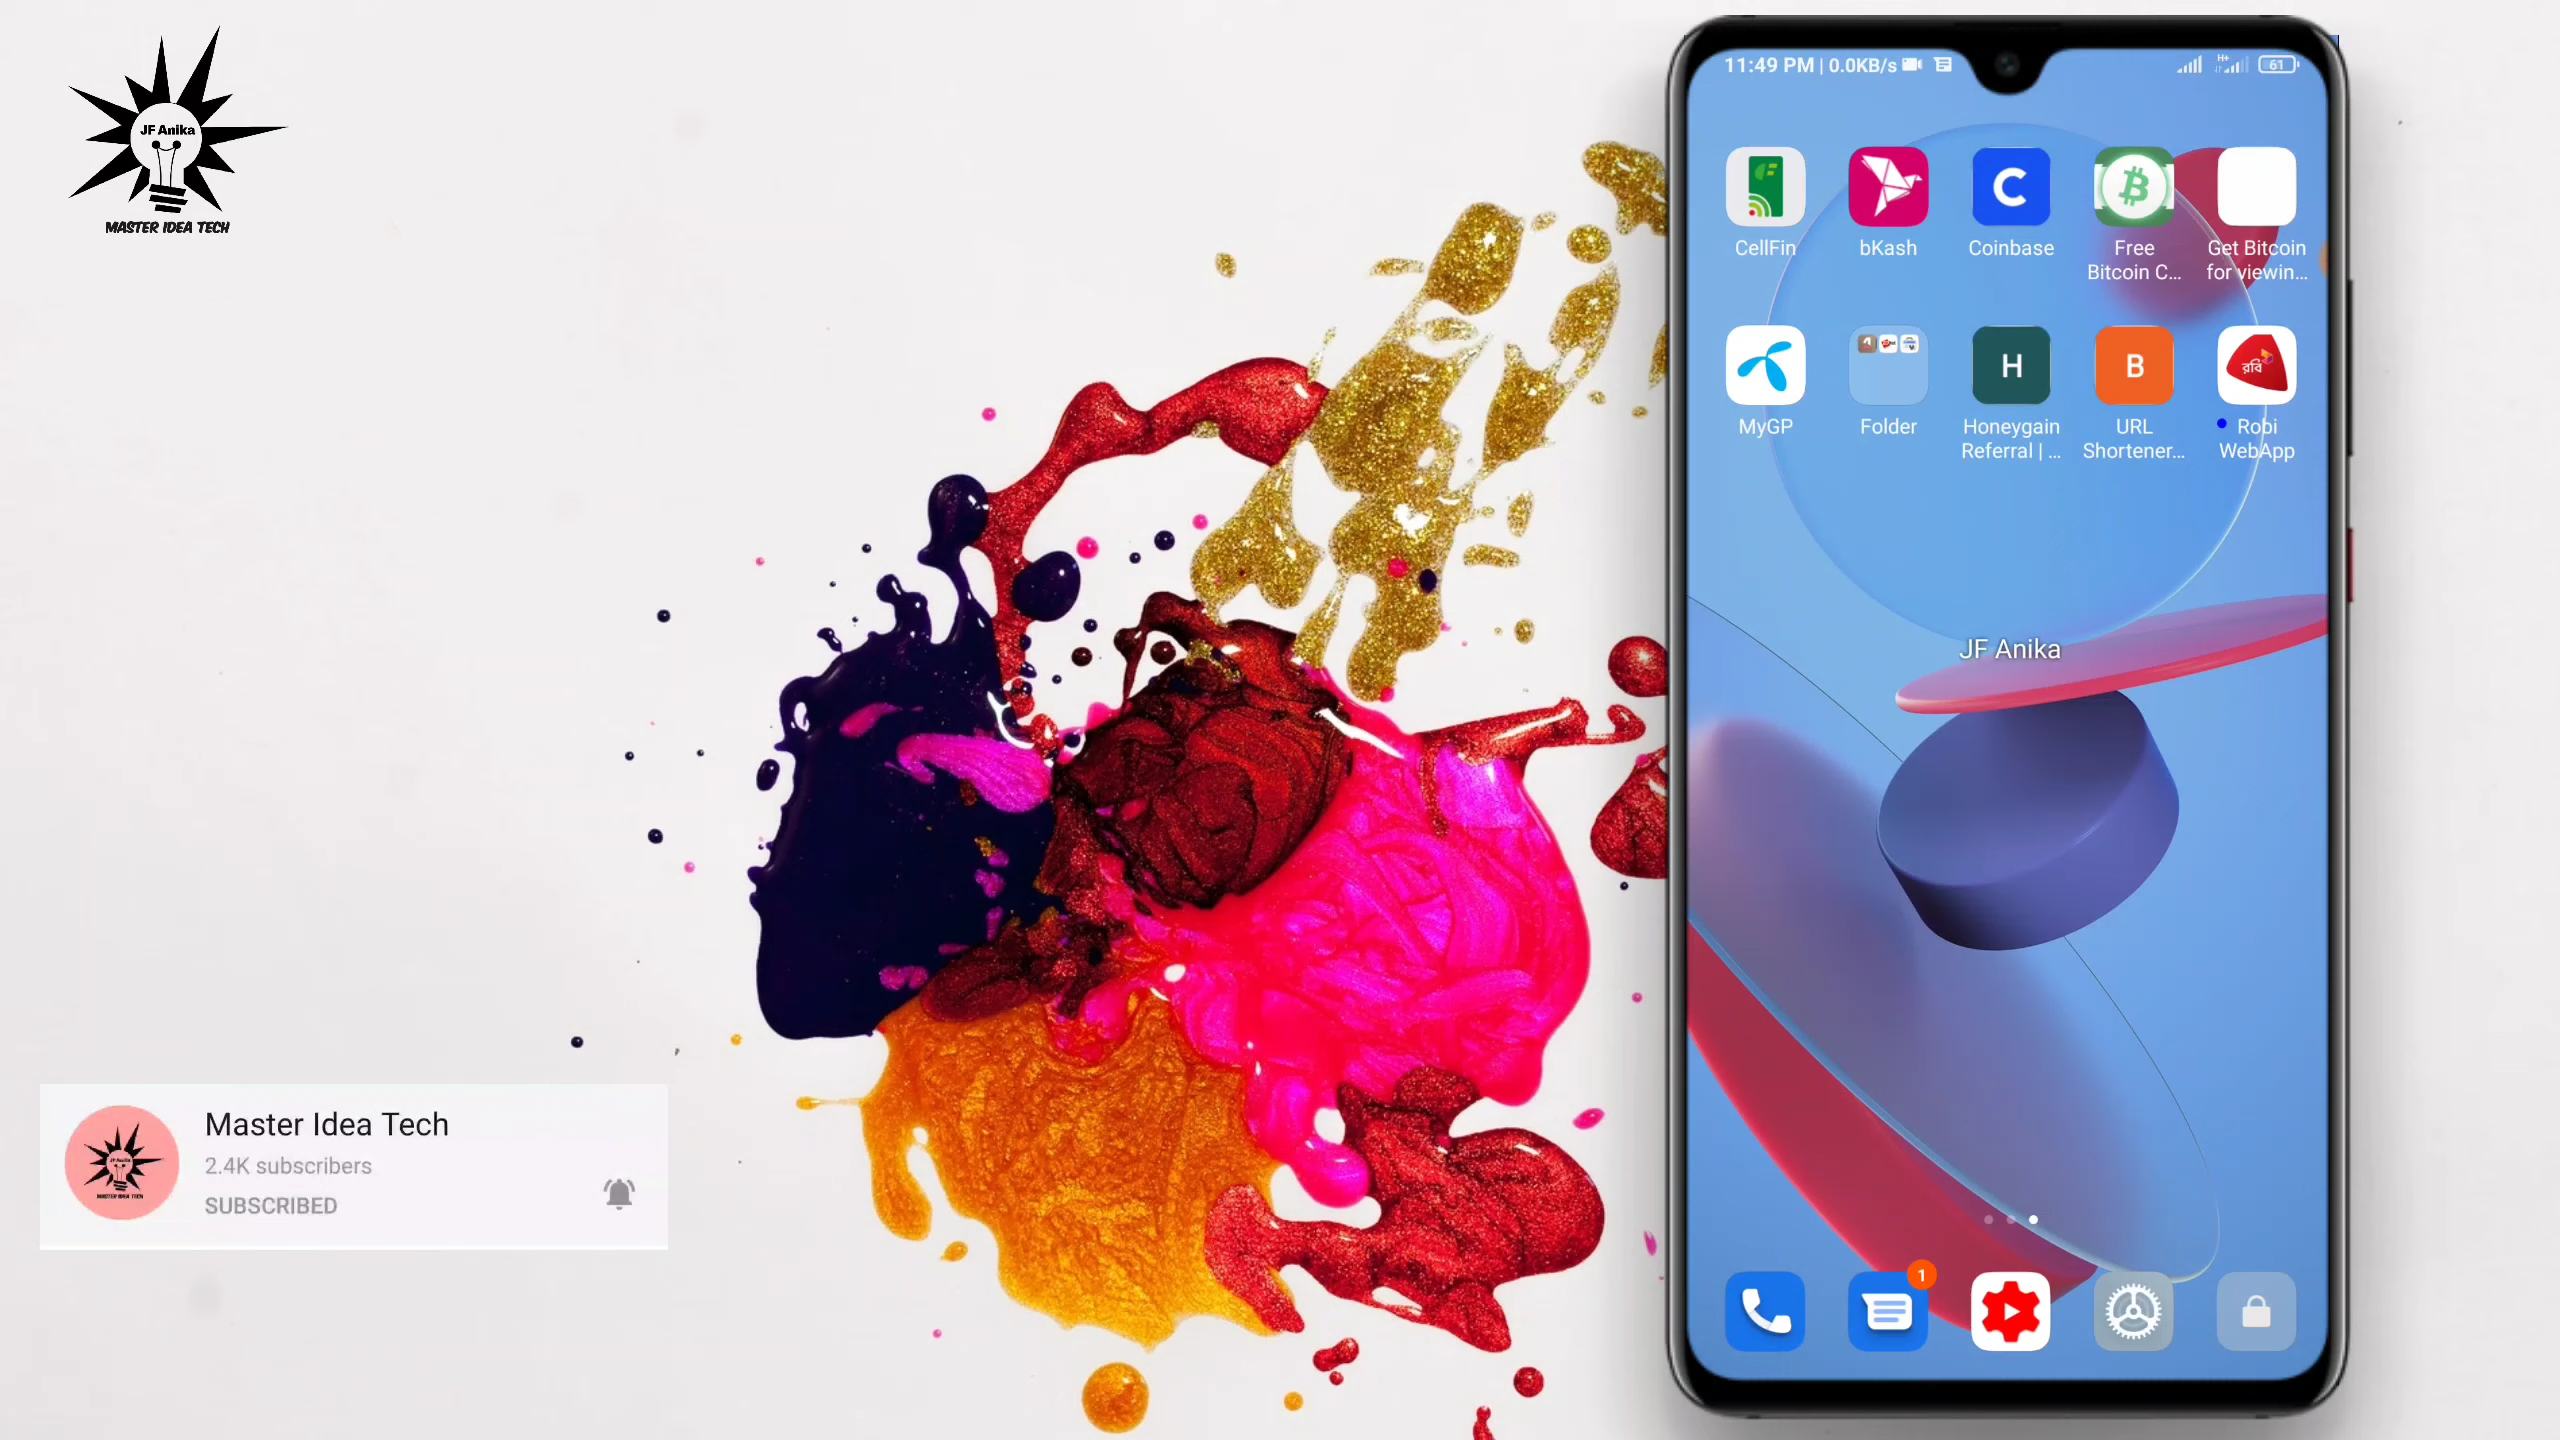 JF Anika
MASTER IDEA TECH
11:49 PM | 0.0KB/s
H+
61
CellFin
bKash
Coinbase
Free
Bitcoin C...
Get Bitcoin
for viewin...
MyGP
Folder
H
Honeygain
Referral | ...
B
URL
Shortener...
রবি
Robi
WebApp
JF Anika
Master Idea Tech
2.4K subscribers
SUBSCRIBED
1